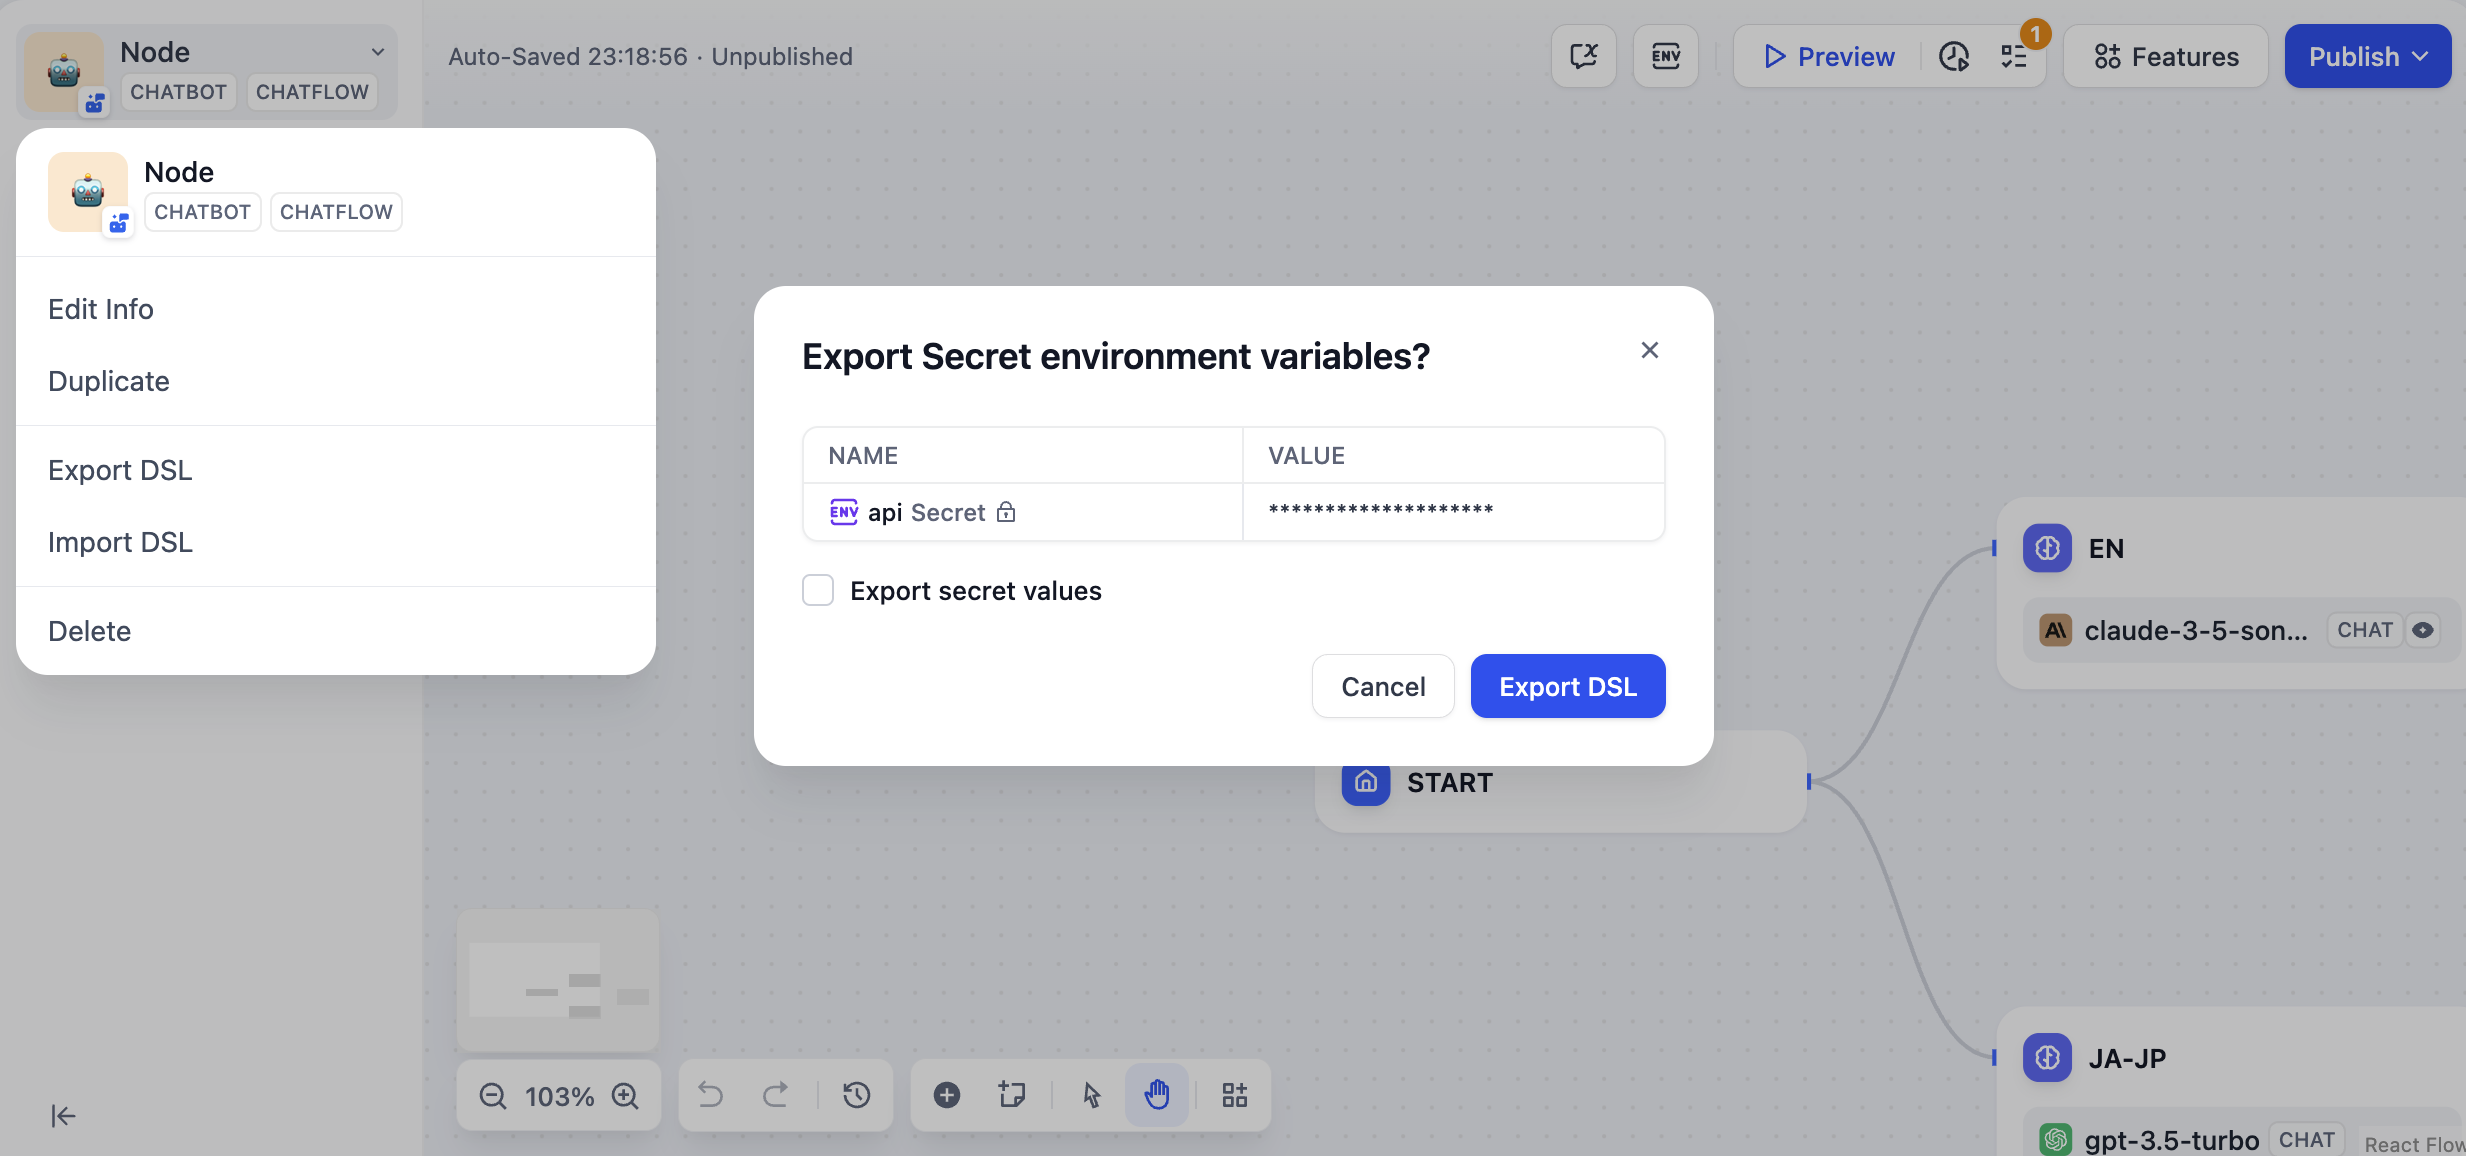 Node
CHATBOT CHATFLOW
Auto-Saved 23:18:56 · Unpublished
ENV
Preview
1
Features
Publish
Node
CHATBOT CHATFLOW
Edit Info
Duplicate
Export DSL
Import DSL
Delete
Export Secret environment variables?
NAME VALUE
ENV api Secret ********************
Export secret values
Cancel Export DSL
START
EN
claude-3-5-son... CHAT
JA-JP
gpt-3.5-turbo CHAT
React Flow
103%